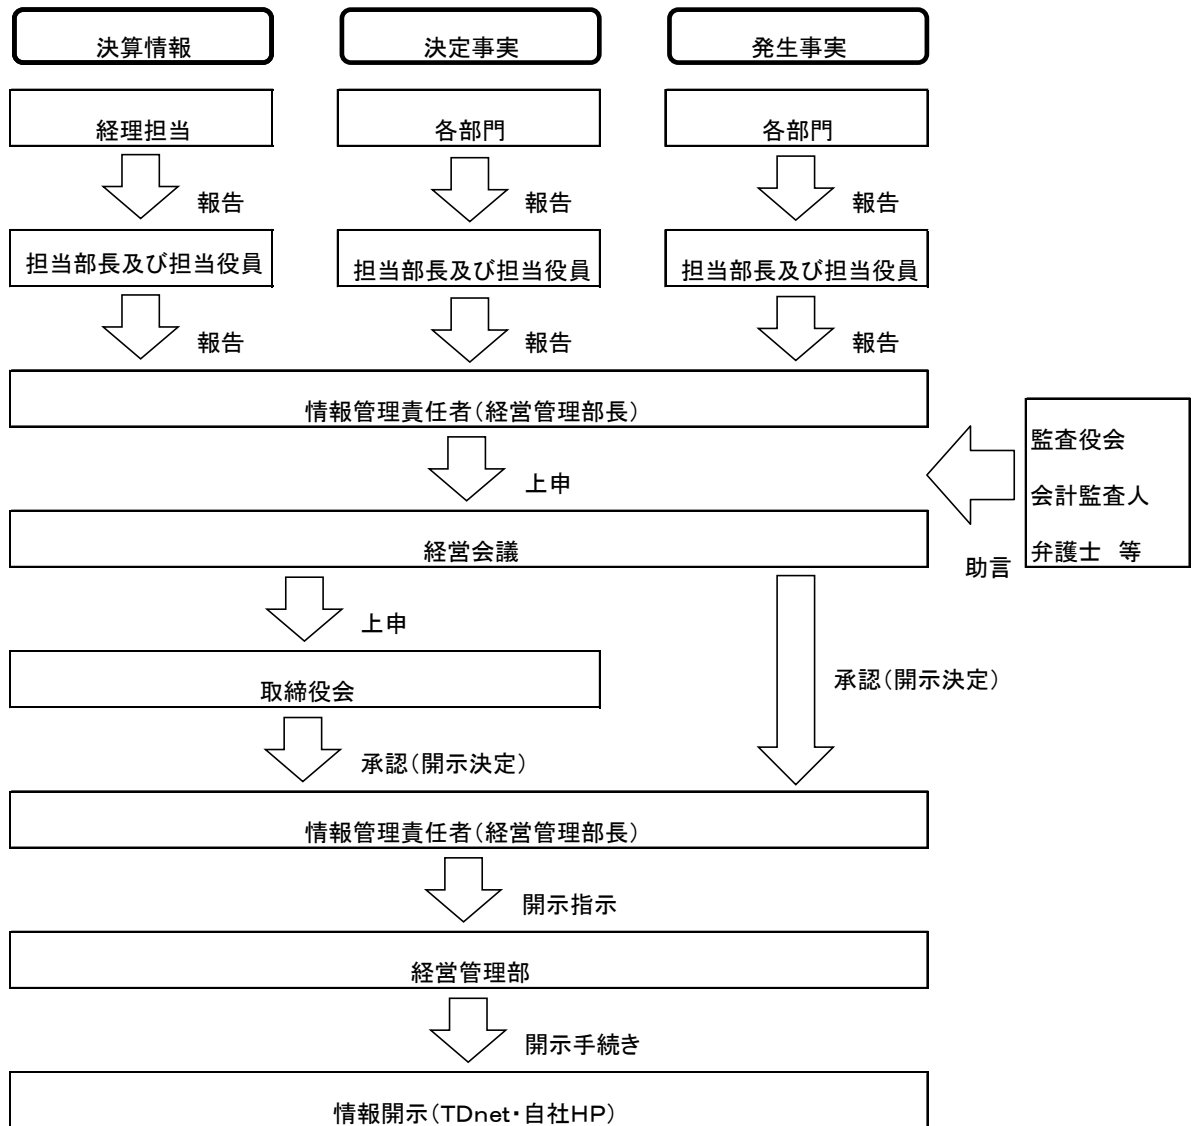 決算情報
決定事実
発生事実
経理担当
各部門
各部門
報告
報告
報告
担当部長及び担当役員
担当部長及び担当役員
担当部長及び担当役員
報告
報告
報告
情報管理責任者(経営管理部長)
監査役会
会計監査人
弁護士 等
上申
助言
経営会議
上申
取締役会
承認(開示決定)
承認(開示決定)
情報管理責任者(経営管理部長)
開示指示
経営管理部
開示手続き
情報開示(TDnet・自社HP)